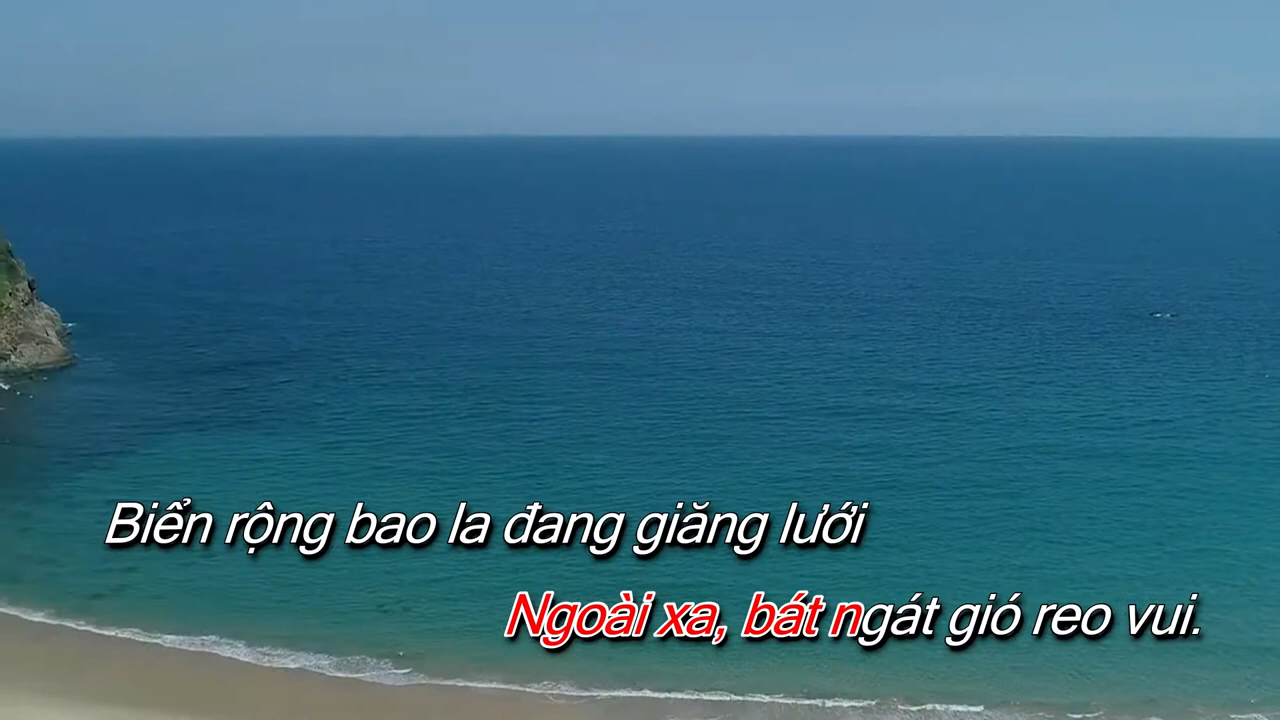 Biển rộng bao la đang giăng lưới
Ngoài xa, bát ngát gió reo vui.